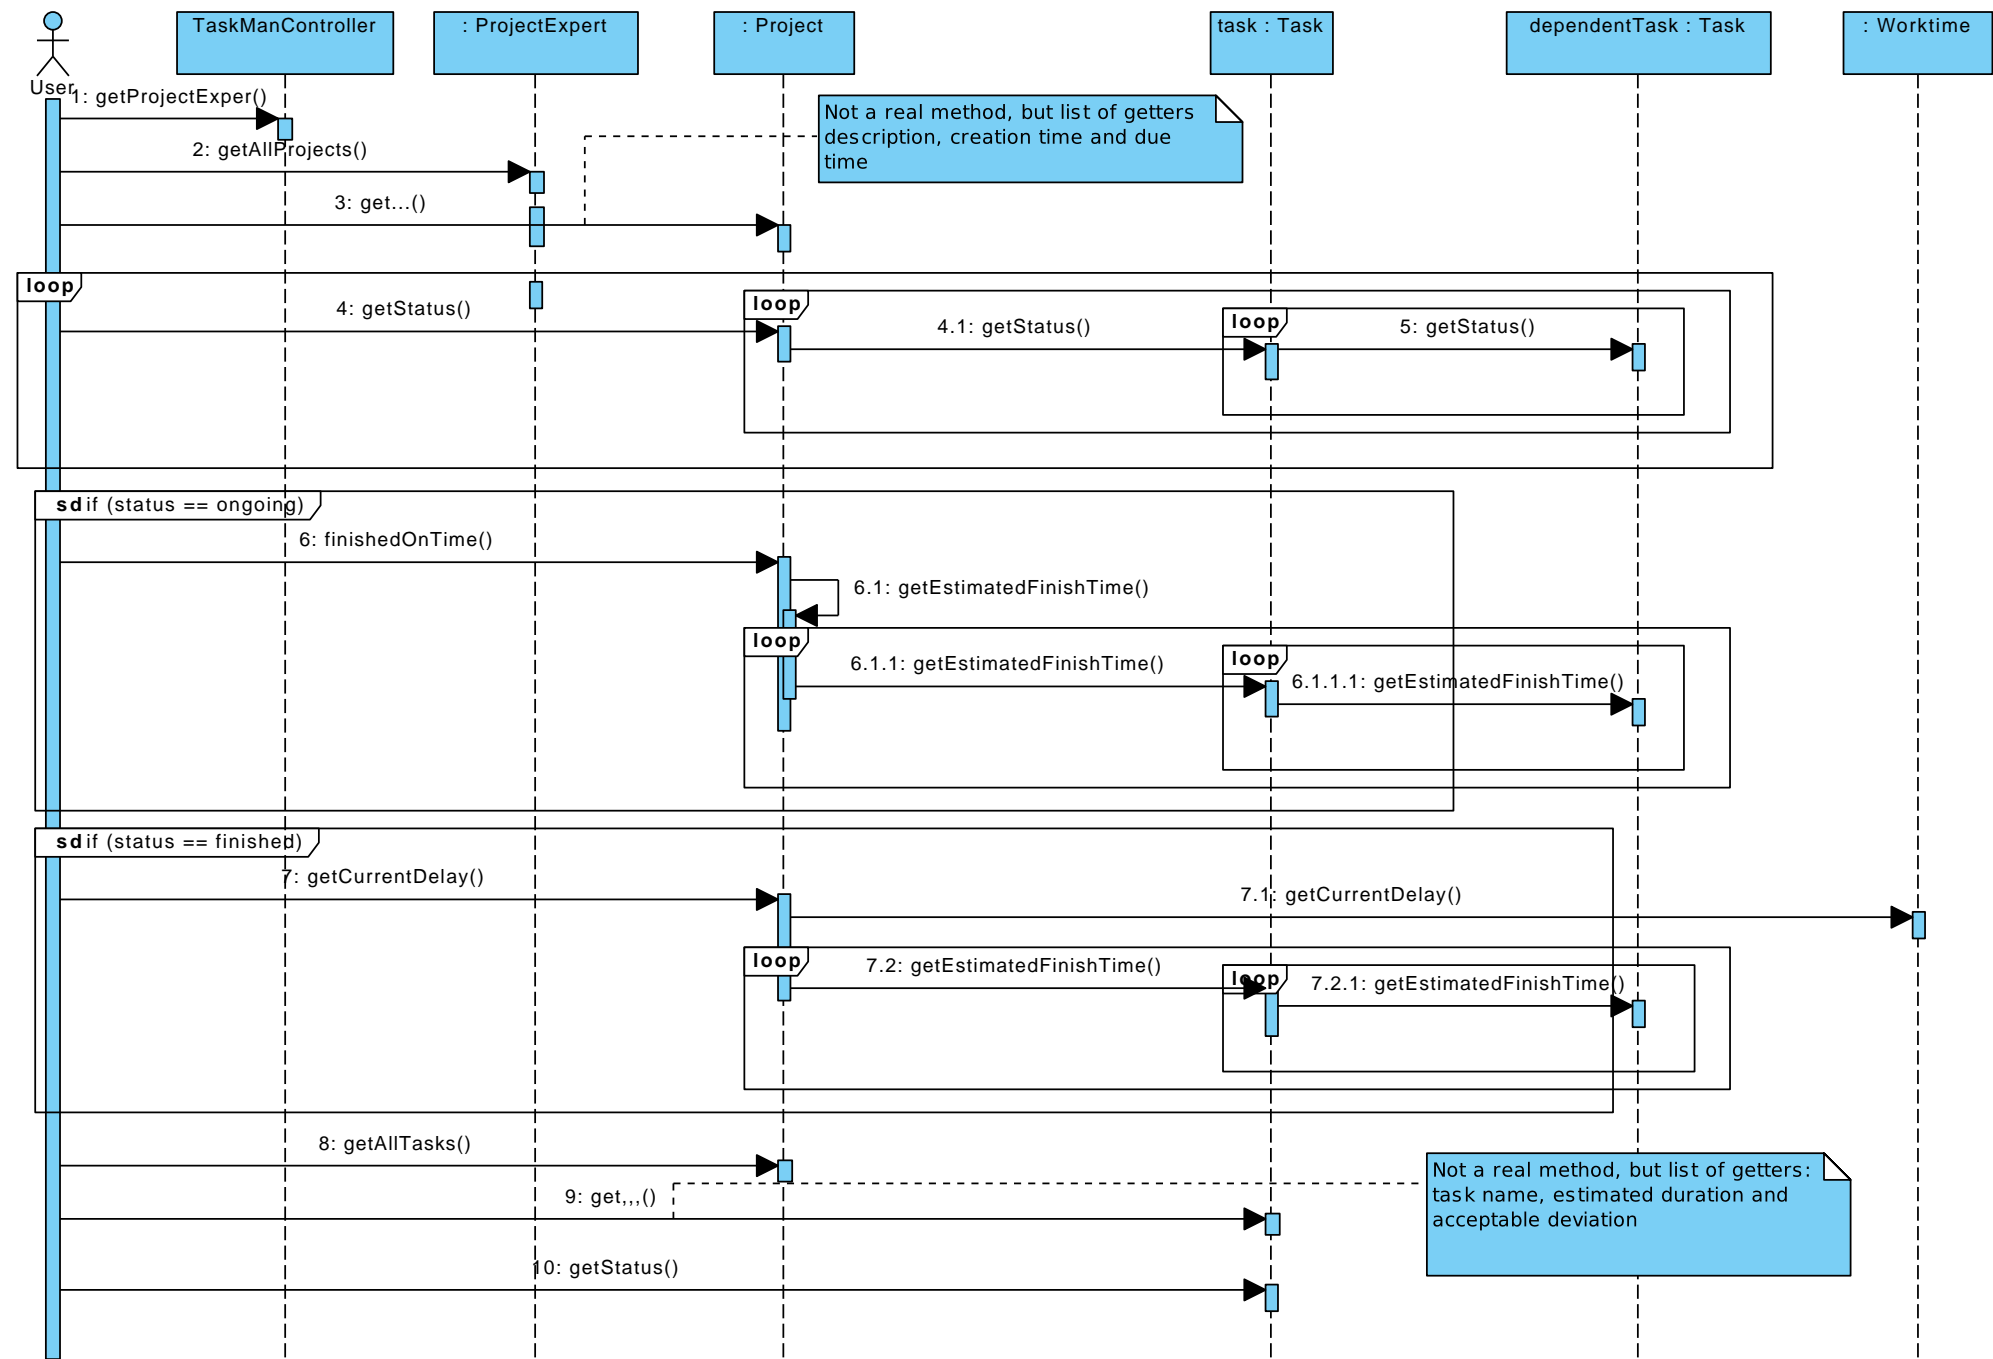 TaskManController
: ProjectExpert
: Project
task : Task
dependentTask : Task
: Worktime
User
1: getProjectExper()
Not a real method, but list of getters
description, creation time and due
time
2: getAllProjects()
3: get...()
loop
4: getStatus()
loop
4.1: getStatus()
loop
5: getStatus()
sd if (status == ongoing)
6: finishedOnTime()
6.1: getEstimatedFinishTime()
loop
6.1.1: getEstimatedFinishTime()
loop
6.1.1.1: getEstimatedFinishTime()
sd if (status == finished)
7: getCurrentDelay()
7.1: getCurrentDelay()
loop
7.2: getEstimatedFinishTime()
loop
7.2.1: getEstimatedFinishTime()
8: getAllTasks()
Not a real method, but list of getters:
task name, estimated duration and
acceptable deviation
9: get,,,()
10: getStatus()